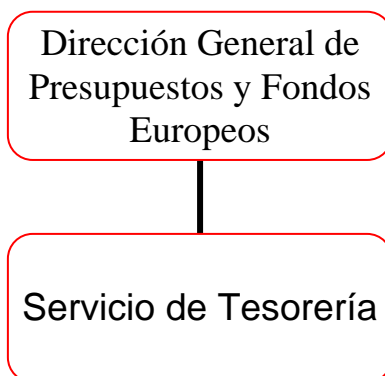 Dirección General de
Presupuestos y Fondos
Europeos
Servicio de Tesorería